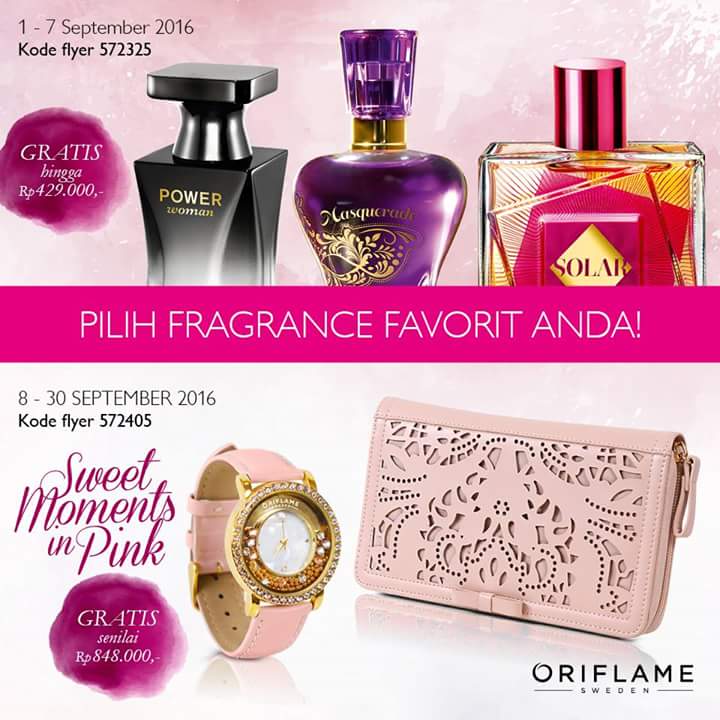 1 - 7 September 2016
Kode flyer 572325
GRATIS
hingga
Rp429.000,-
POWER
woman
Masquerade
SOLAR
PILIH FRAGRANCE FAVORIT ANDA!
8 - 30 SEPTEMBER 2016
Kode flyer 572405
Sweet
Moments
in Pink
ORIFLAME
GRATIS
senilai
Rp848.000,-
ORIFLAME
SWEDEN